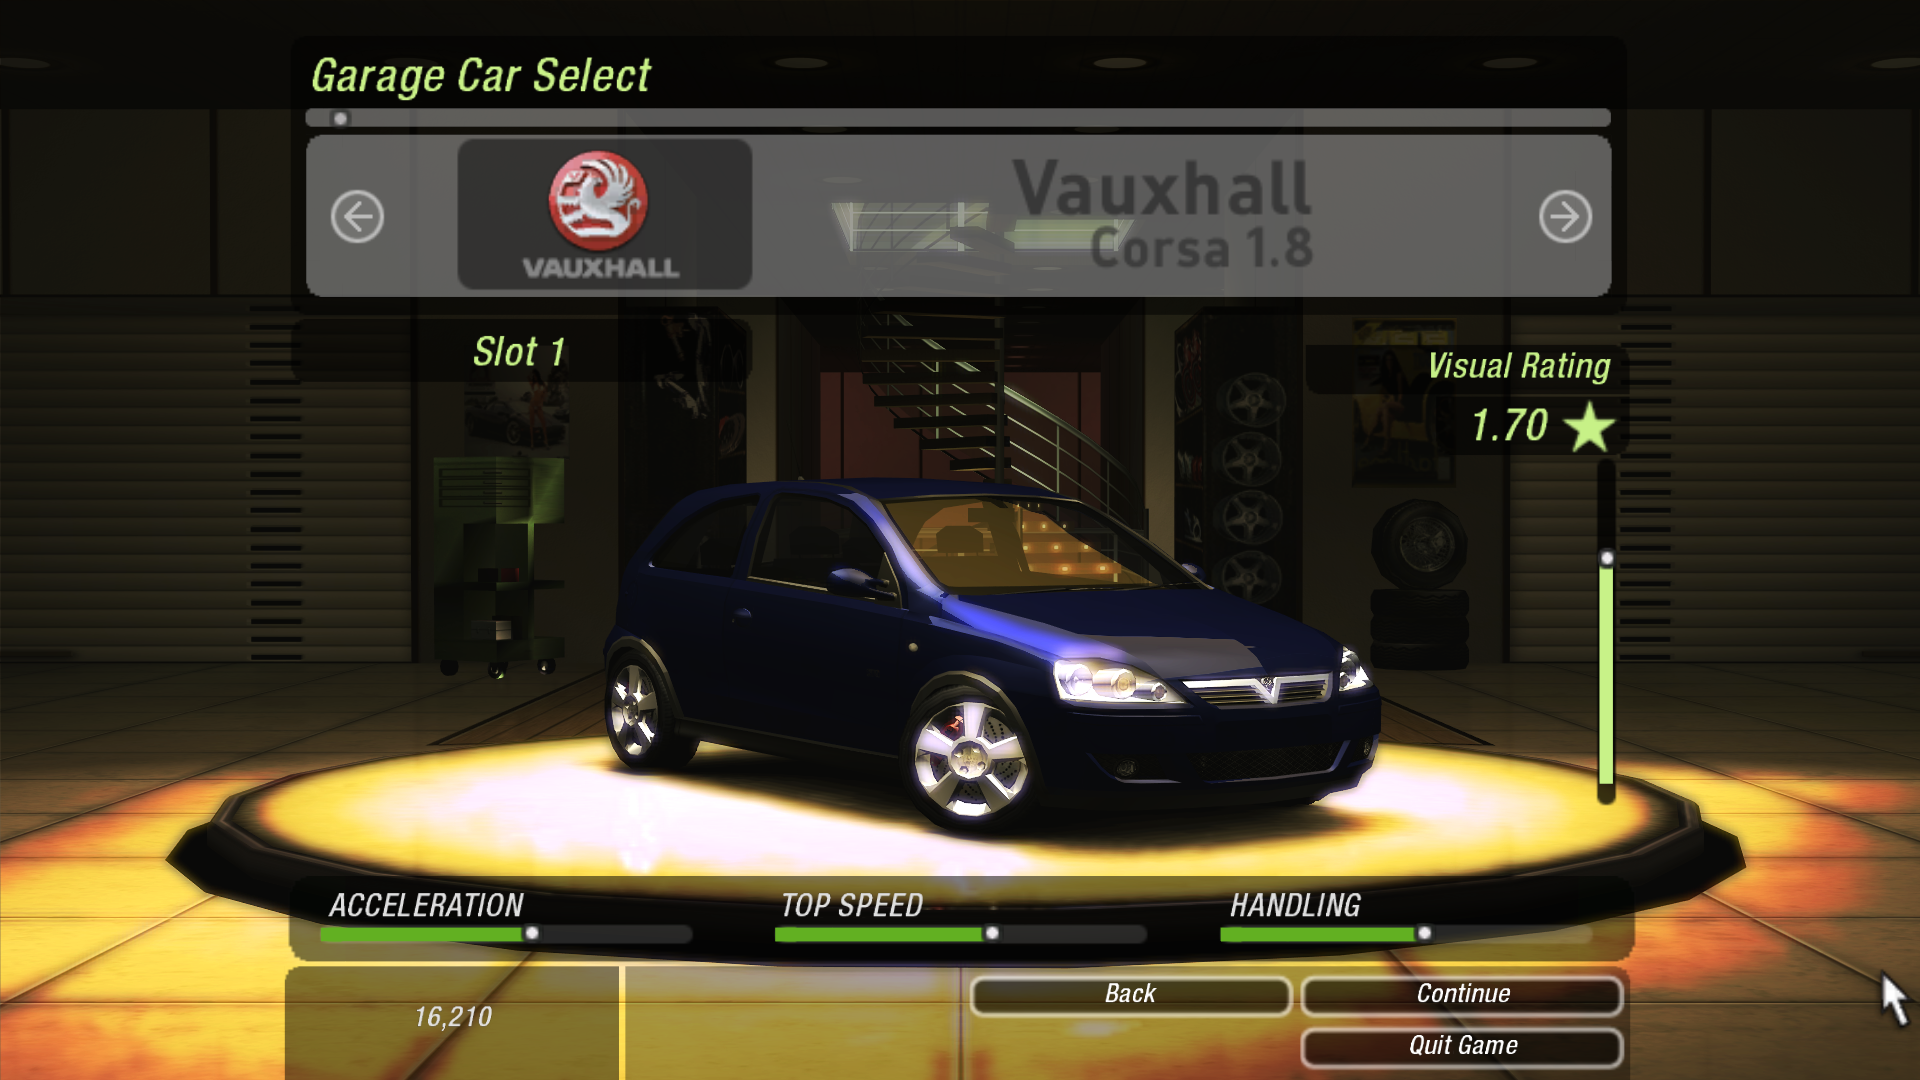 Garage Car Select
VAUXHALL
Vauxhall
Corsa 1.8
Slot 1
Visual Rating
1.70
ACCELERATION
TOP SPEED
HANDLING
16,210
Back
Continue
Quit Game